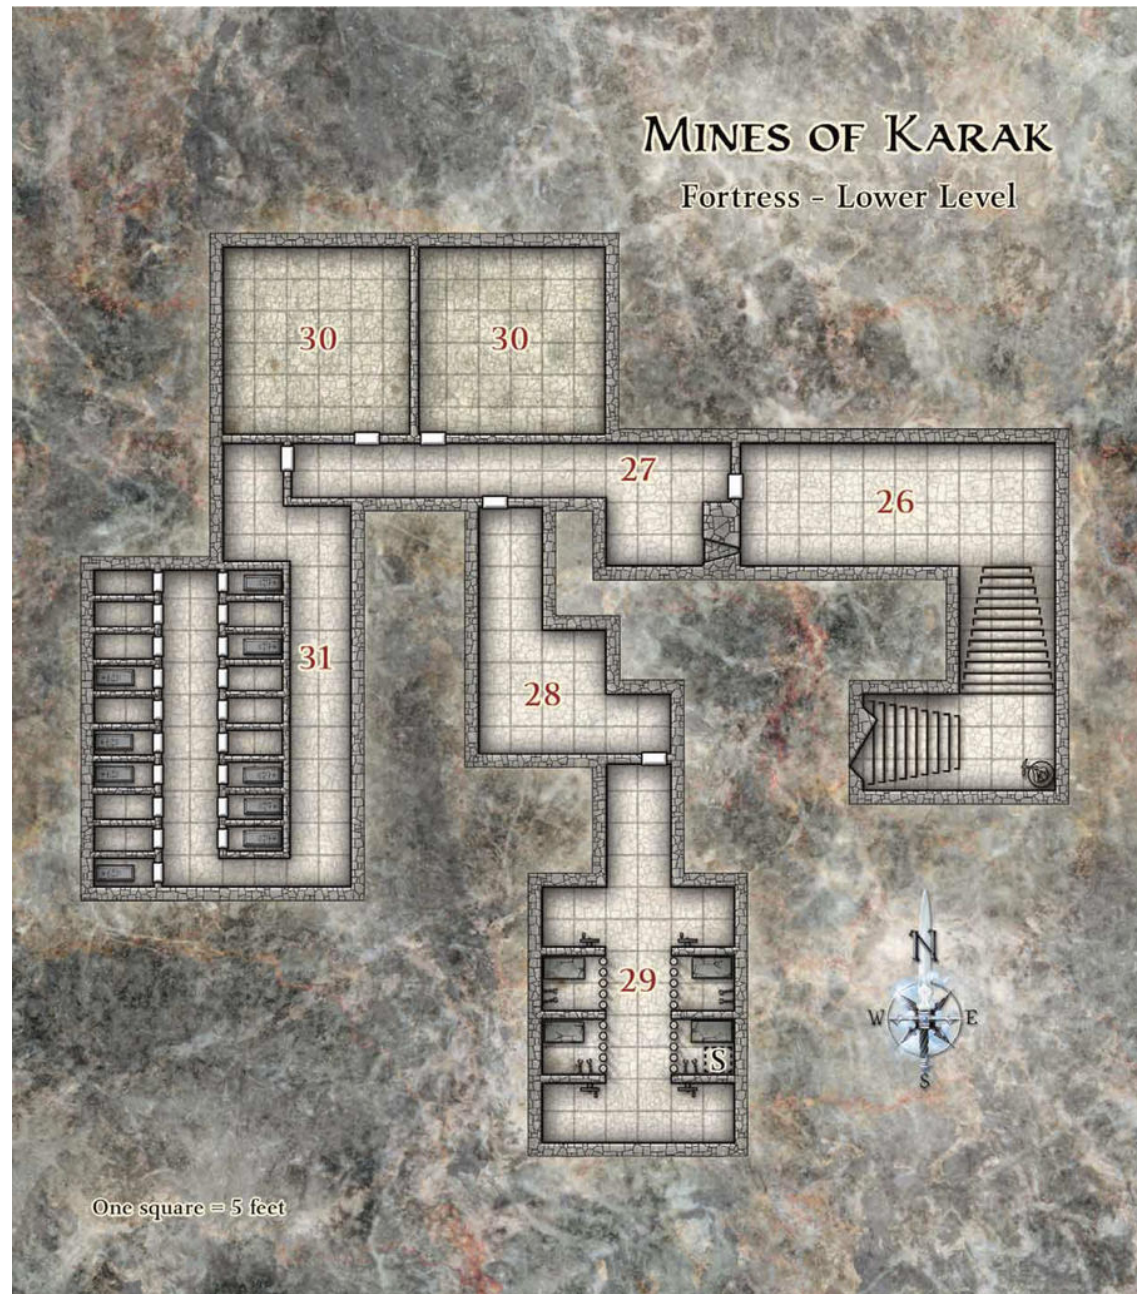 MINES OF KARAK
Fortress - Lower Level
30
30
27
26
31
28
N
29
W
E
S
S
One square = 5 feet